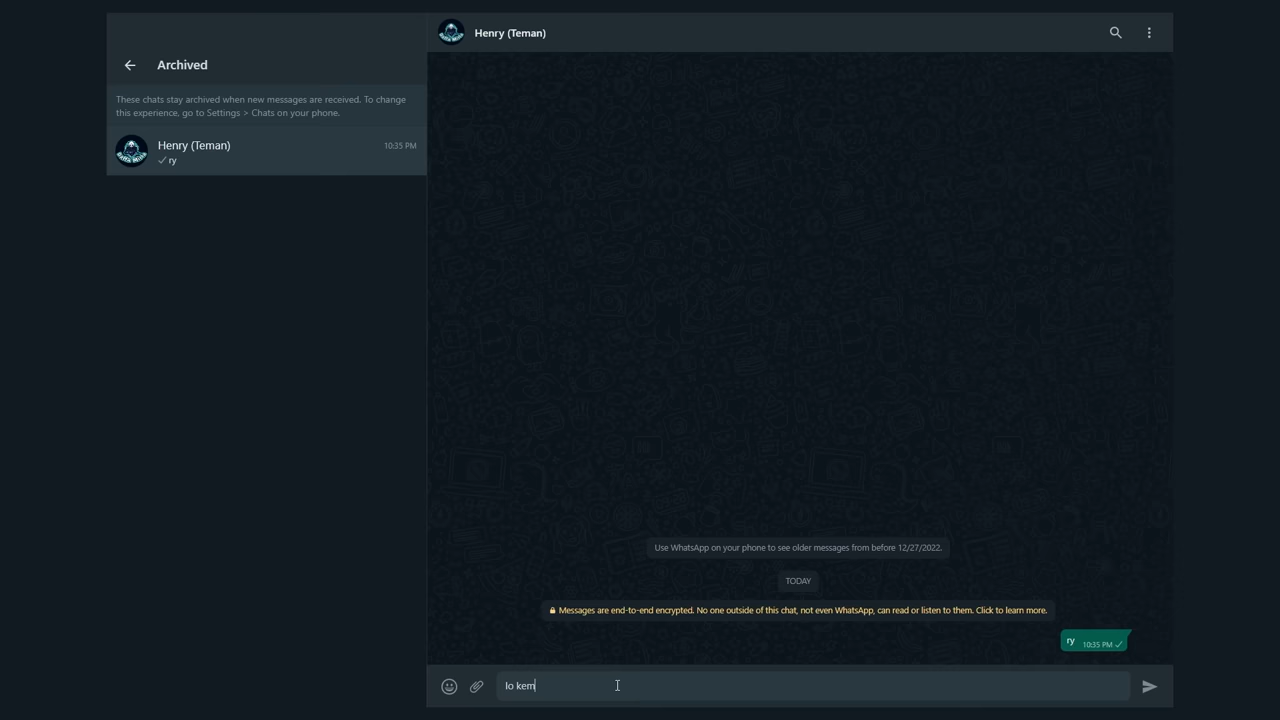 Archived
These chats stay archived when new messages are received. To change
this experience, go to Settings > Chats on your phone.
Henry (Teman)
10:35 PM
ry
Henry (Teman)
Use WhatsApp on your phone to see older messages from before 12/27/2022.
TODAY
Messages are end-to-end encrypted. No one outside of this chat, not even WhatsApp, can read or listen to them. Click to learn more.
ry 10:35 PM
lo kem